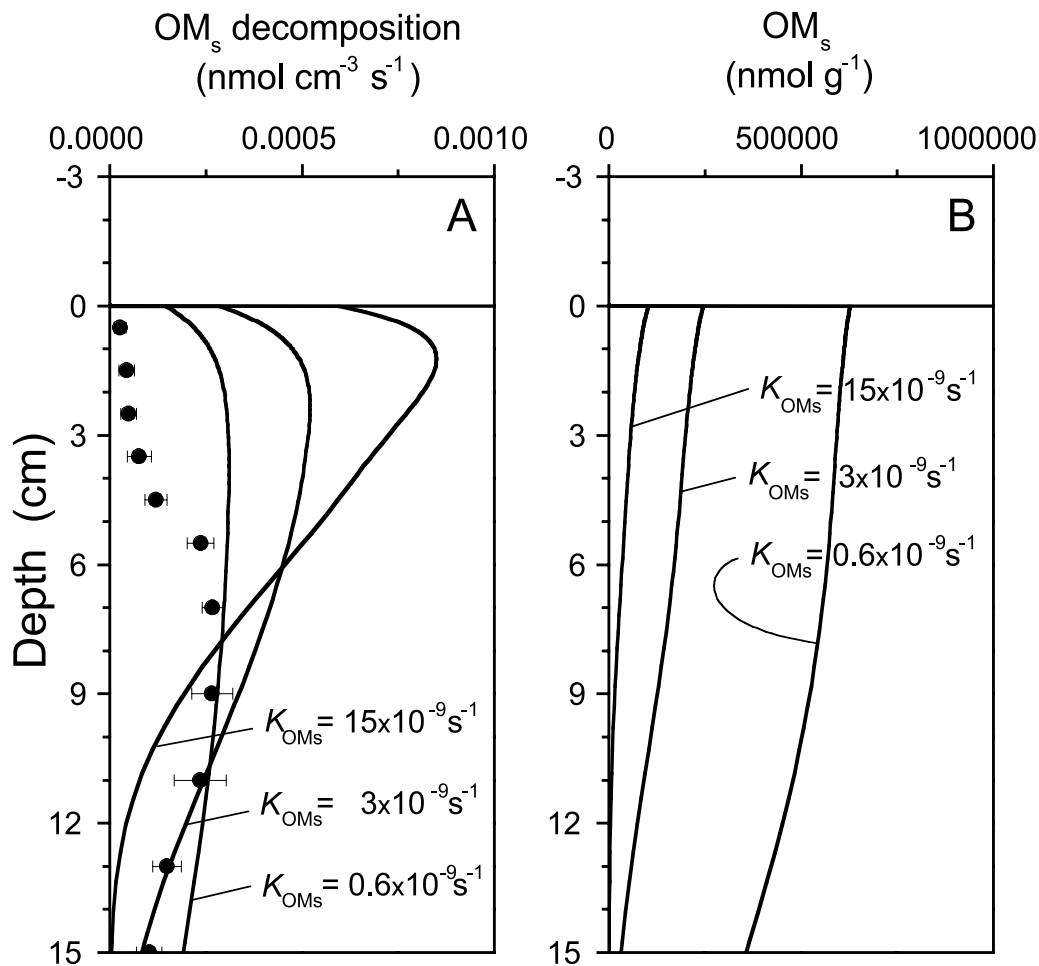 OMs decomposition
(nmol cm-3 s-1)
0.0000 0.0005 0.0010
OMs
(nmol g-1)
0 5000000 10000000
-3
0
3
6
9
12
15
Depth (cm)
A
KOMs= 15x10-9s-1
KOMs= 3x10-9s-1
KOMs= 0.6x10-9s-1
B
KOMs= 15x10-9s-1
KOMs= 3x10-9s-1
KOMs= 0.6x10-9s-1